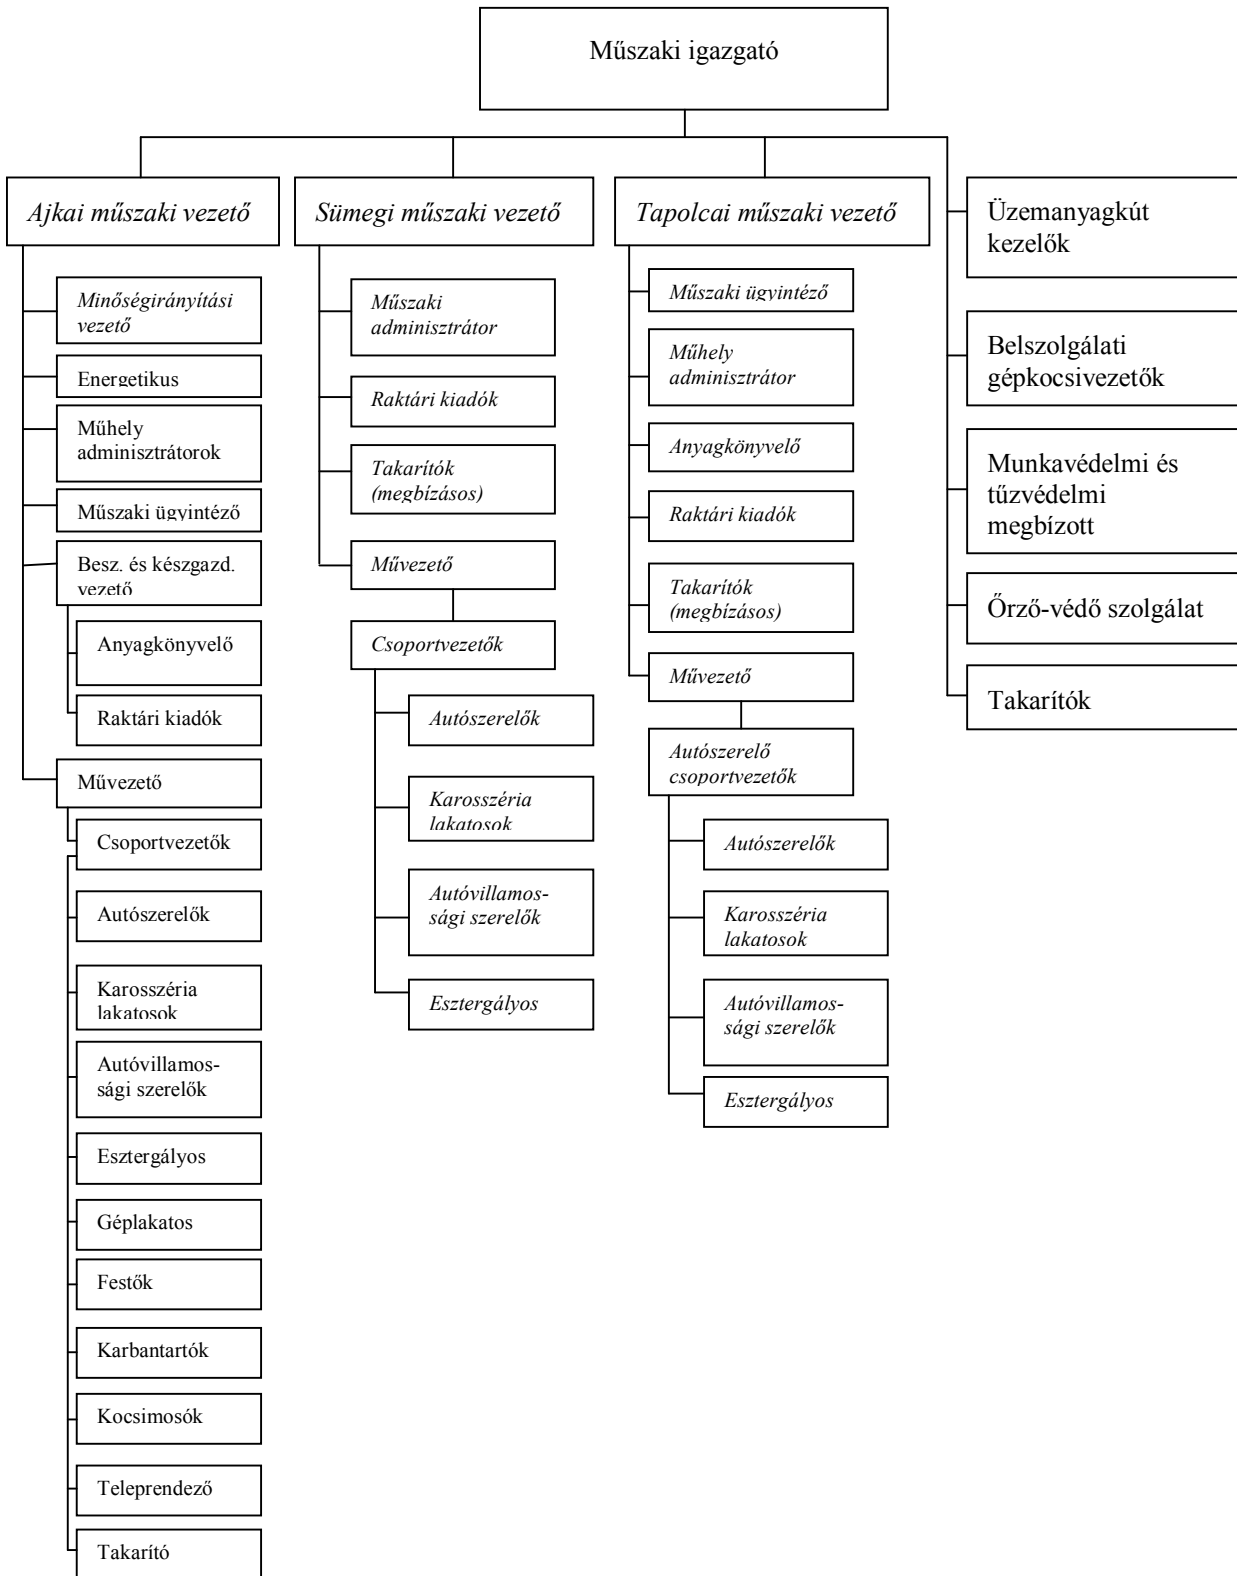 Műszaki igazgató
Ajkai műszaki vezető
Minőségirányítási
vezető
Energetikus
Műhely
adminisztrátorok
Műszaki ügyintéző
Besz. és készgazd.
vezető
Anyagkönyvelő
Raktári kiadók
Művezető
Csoportvezetők
Autószerelők
Karosszéria
lakatosok
Autóvillamos-
sági szerelők
Esztergályos
Géplakatos
Festők
Karbantartók
Kocsimosók
Teleprendező
Takarító
Sümegi műszaki vezető
Műszaki
adminisztrátor
Raktári kiadók
Takarítók
(megbízásos)
Művezető
Csoportvezetők
Autószerelők
Karosszéria
lakatosok
Autóvillamos-
sági szerelők
Esztergályos
Tapolcai műszaki vezető
Műszaki ügyintéző
Műhely
adminisztrátor
Anyagkönyvelő
Raktári kiadók
Takarítók
(megbízásos)
Művezető
Autószerelő
csoportvezetők
Autószerelők
Karosszéria
lakatosok
Autóvillamos-
sági szerelők
Esztergályos
Üzemanyagkút
kezelők
Belszolgálati
gépkocsivezetők
Munkavédelmi és
tűzvédelmi
megbízott
Őrző-védő szolgálat
Takarítók